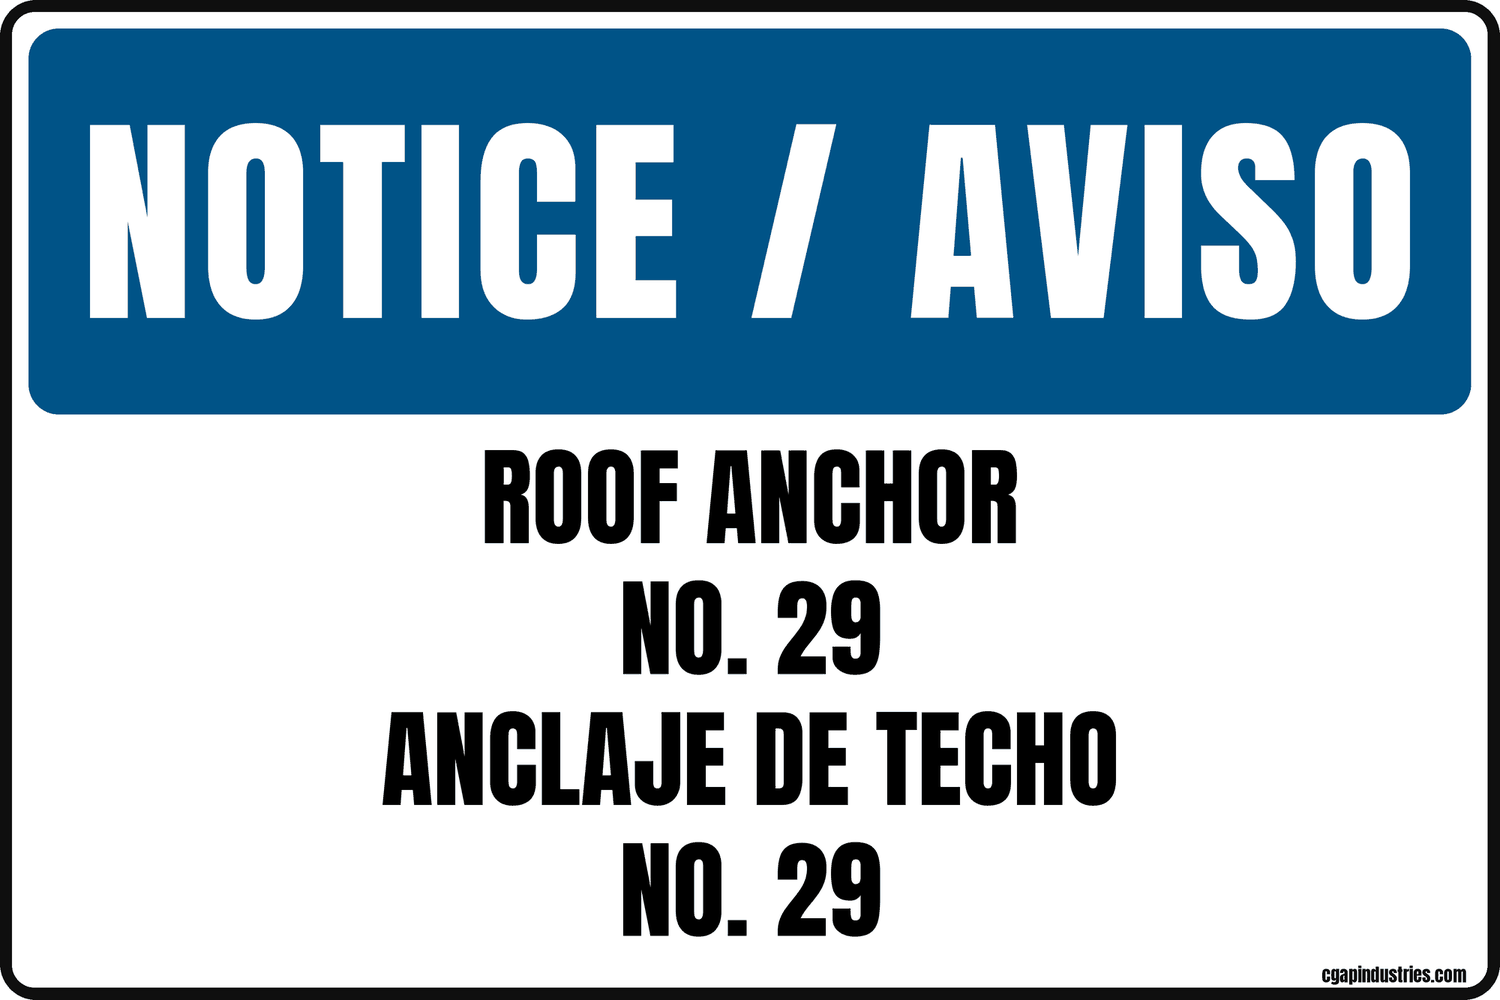 NOTICE / AVISO
ROOF ANCHOR
NO. 29
ANCLAJE DE TECHO
NO. 29
cgapindustries.com